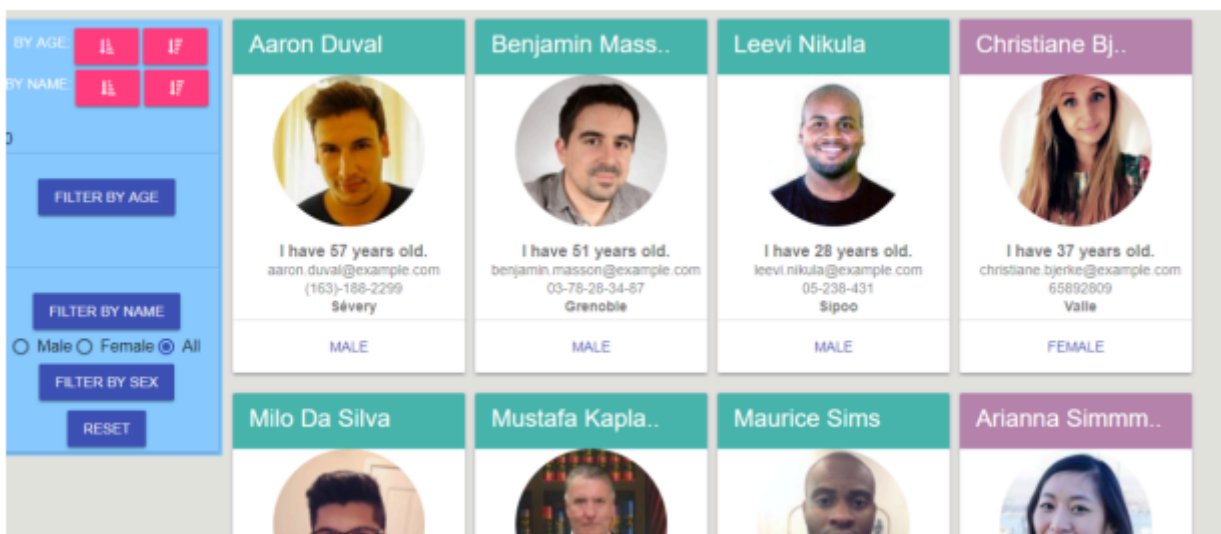 BY AGE:
BY NAME:
0
FILTER BY AGE
FILTER BY NAME
Male Female All
FILTER BY SEX
RESET
Aaron Duval
I have 57 years old.
aaron.duval@example.com
(163)-188-2299
Sévery
MALE
Benjamin Mass..
I have 51 years old.
benjamin.masson@example.com
03-78-28-34-87
Grenoble
MALE
Leevi Nikula
I have 28 years old.
leevi.nikula@example.com
05-238-431
Sipoo
MALE
Christiane Bj..
I have 37 years old.
christiane.bjerke@example.com
65892809
Valle
FEMALE
Milo Da Silva
Mustafa Kapla..
Maurice Sims
Arianna Simmm..